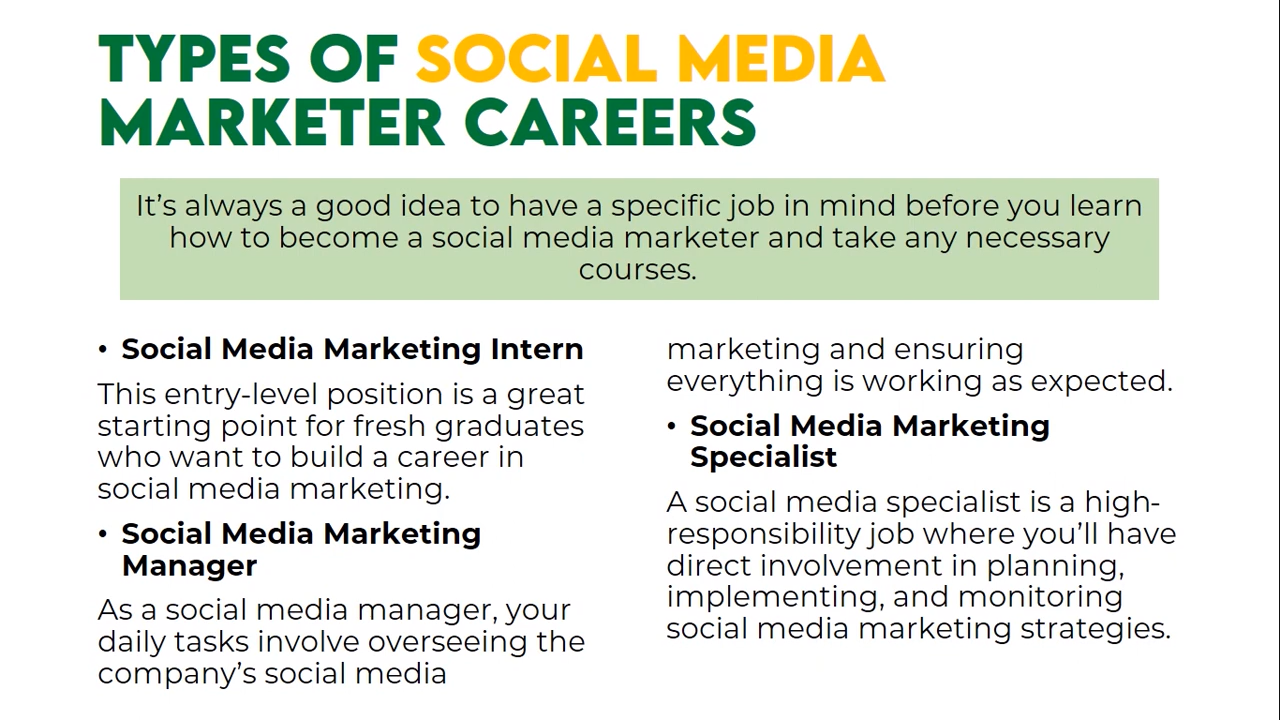 TYPES OF SOCIAL MEDIA
MARKETER CAREERS
It’s always a good idea to have a specific job in mind before you learn
how to become a social media marketer and take any necessary
courses.
• Social Media Marketing Intern
This entry-level position is a great
starting point for fresh graduates
who want to build a career in
social media marketing.
• Social Media Marketing
Manager
As a social media manager, your
daily tasks involve overseeing the
company’s social media
marketing and ensuring
everything is working as expected.
• Social Media Marketing
Specialist
A social media specialist is a high-
responsibility job where you’ll have
direct involvement in planning,
implementing, and monitoring
social media marketing strategies.